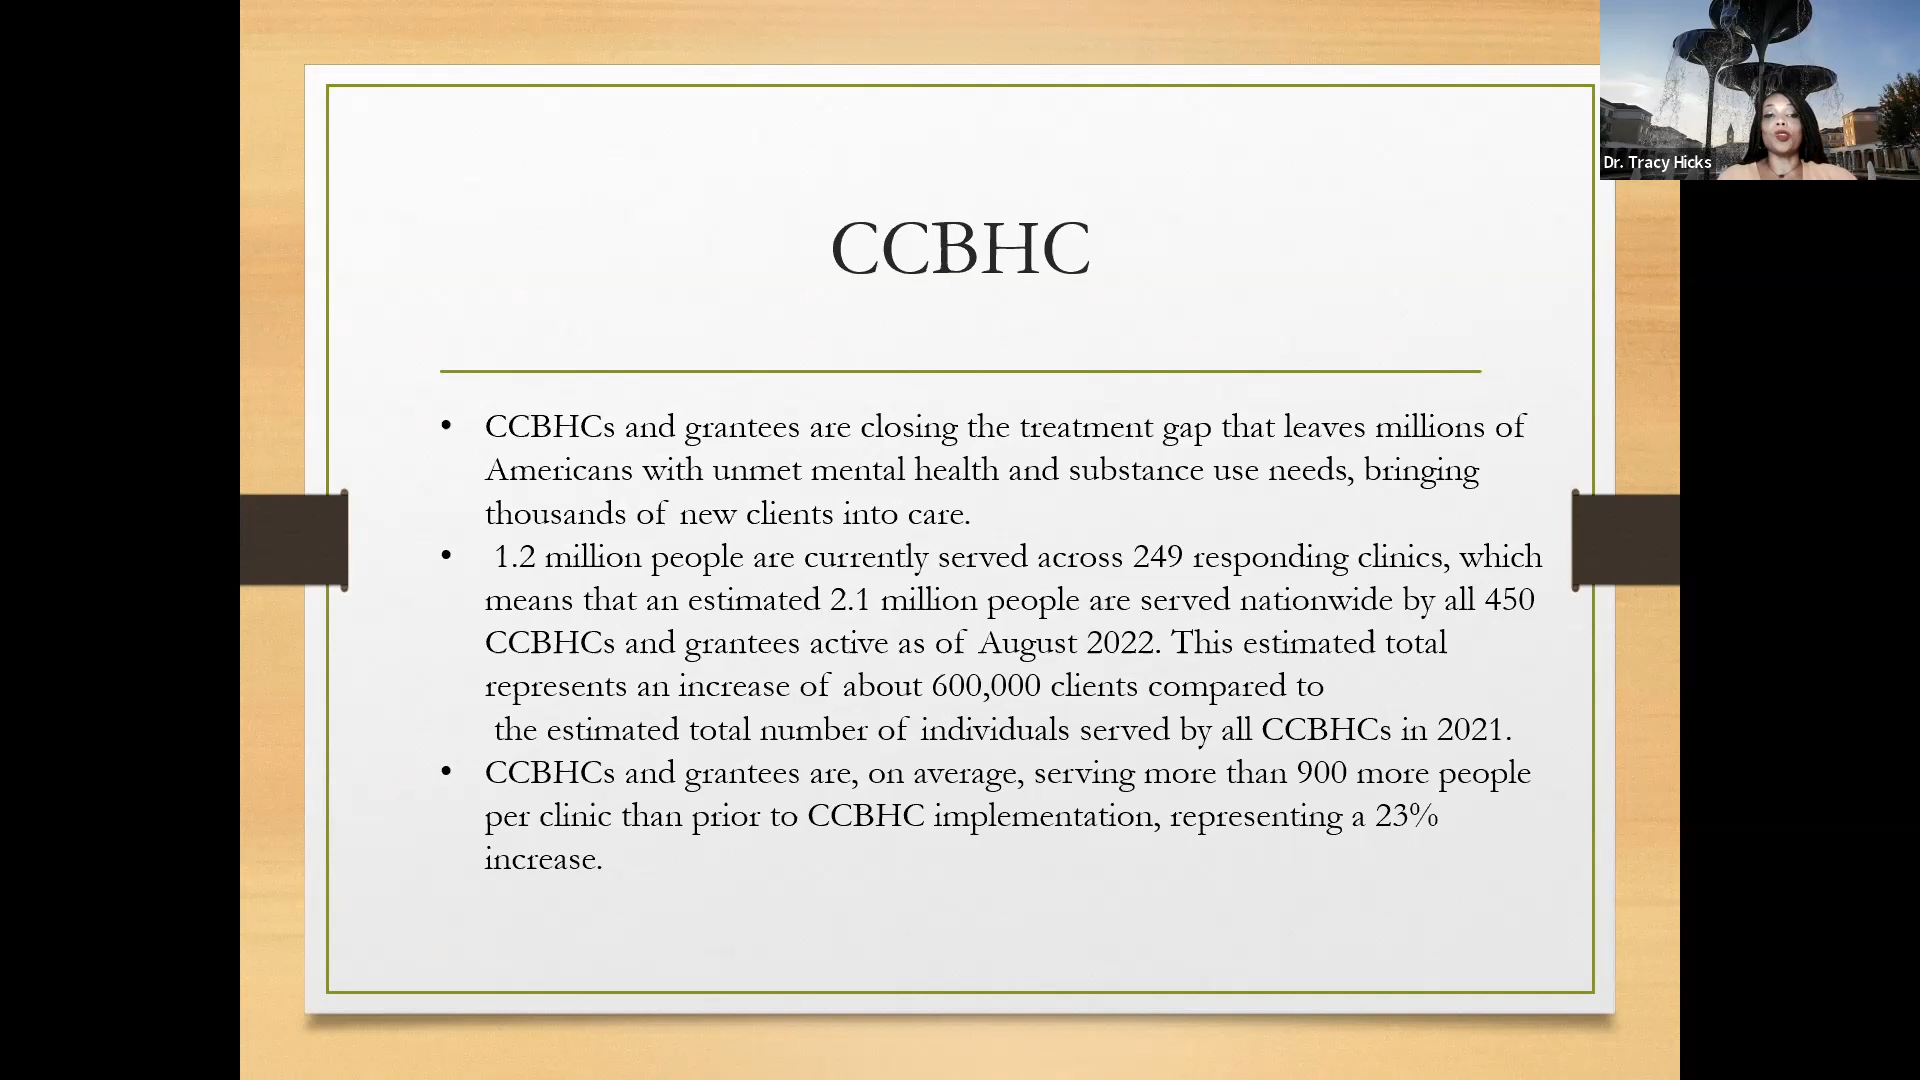 Dr. Tracy Hicks
CCBHC
• CCBHCs and grantees are closing the treatment gap that leaves millions of
Americans with unmet mental health and substance use needs, bringing
thousands of new clients into care.
• 1.2 million people are currently served across 249 responding clinics, which
means that an estimated 2.1 million people are served nationwide by all 450
CCBHCs and grantees active as of August 2022. This estimated total
represents an increase of about 600,000 clients compared to
the estimated total number of individuals served by all CCBHCs in 2021.
• CCBHCs and grantees are, on average, serving more than 900 more people
per clinic than prior to CCBHC implementation, representing a 23%
increase.